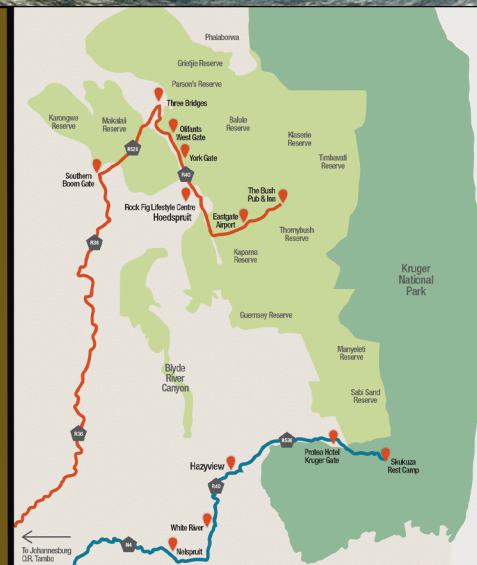 Phalaborwa
Grietjie Reserve
Parson's Reserve
Three Bridges
Karongwe
Reserve
Makalali
Reserve
Olifants
West Gate
Balule
Reserve
Klaserie
Reserve
R526
York Gate
Timbavati
Reserve
Southern
Boom Gate
R40
The Bush
Pub & Inn
Rock Fig Lifestyle Centre
Hoedspruit
Eastgate
Airport
Thornybush
Reserve
R36
Kapama
Reserve
Kruger
National
Park
Guernsey Reserve
Manyeleti
Reserve
Blyde
River
Canyon
Sabi Sand
Reserve
R36
R536
Protea Hotel
Kruger Gate
Skukuza
Rest Camp
Hazyview
R40
White River
N4
Nelspruit
To Johannesburg
O.R. Tambo